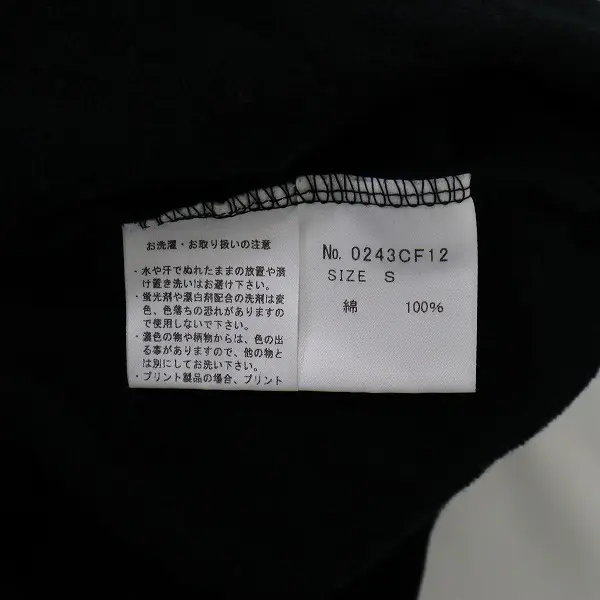 お洗濯・お取り扱いの注意
・水や汗でぬれたままの放置や漬
け置き洗いはお避け下さい。
・蛍光剤や漂白剤配合の洗剤は変
色、色落ちの恐れがありますの
で使用しないで下さい。
・濃色の物や柄物からは、色の出
る事がありますので、他の物と
は別にしてお洗い下さい。
・プリント製品の場合、プリント
No. 0243CF12
SIZE S
綿 100%